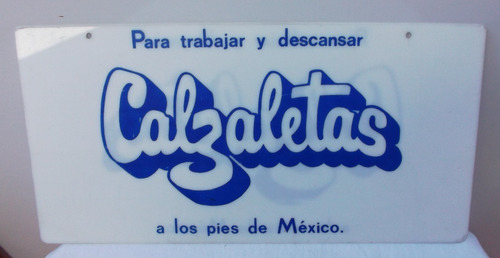 Para trabajar y descansar
Calzaletas
a los pies de México.